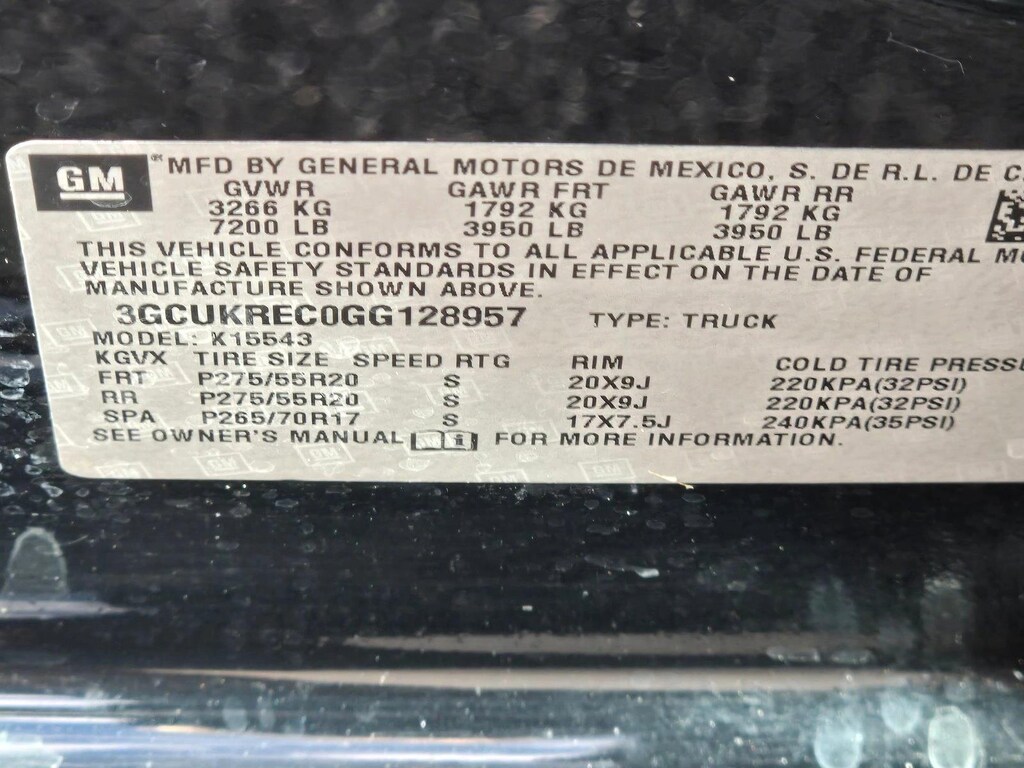 GM MFD BY GENERAL MOTORS DE MEXICO, S. DE R.L. DE C.
GVWR GAWR FRT GAWR RR
3266 KG 1792 KG 1792 KG
7200 LB 3950 LB 3950 LB
THIS VEHICLE CONFORMS TO ALL APPLICABLE U.S. FEDERAL MO
VEHICLE SAFETY STANDARDS IN EFFECT ON THE DATE OF
MANUFACTURE SHOWN ABOVE.
3GCUKREC0GG128957 TYPE: TRUCK
MODEL: K15543
KGVX TIRE SIZE SPEED RTG RIM COLD TIRE PRESSU
FRT P275/55R20 S 20X9J 220KPA(32PSI)
RR P275/55R20 S 20X9J 220KPA(32PSI)
SPA P265/70R17 S 17X7.5J 240KPA(35PSI)
SEE OWNER'S MANUAL FOR MORE INFORMATION.